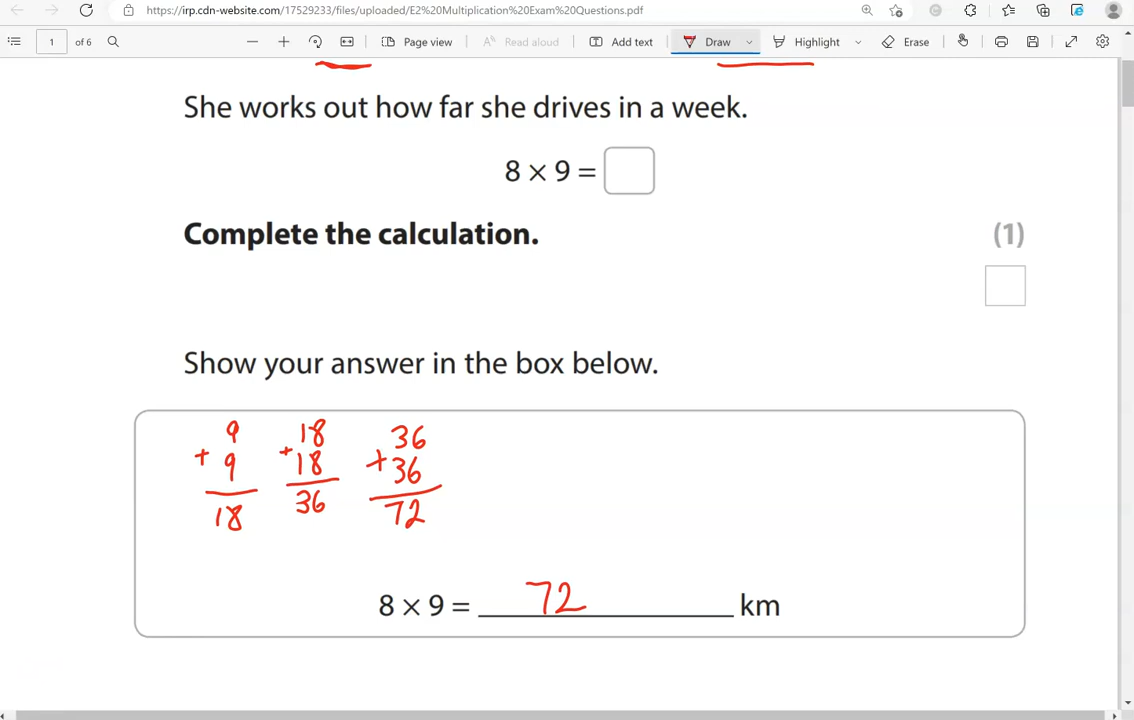 https://irp.cdn-website.com/17529233/files/uploaded/E2%20Multiplication%20Exam%20Questions.pdf
1 of 6 Page view Read aloud Add text Draw Highlight Erase
She works out how far she drives in a week.
8 × 9 =
Complete the calculation. (1)
Show your answer in the box below.
9 18 36
+ 9 + 18 + 36
18 36 72
8 × 9 = 72 km